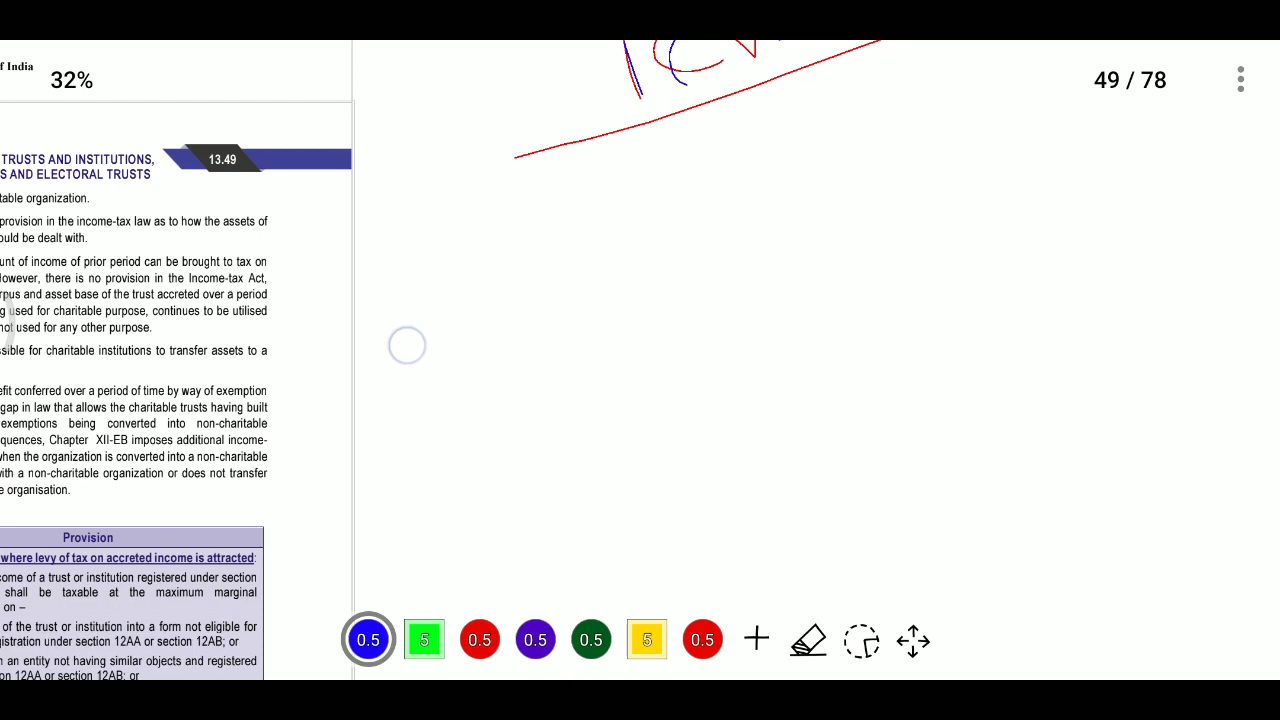 f India
32%
49 / 78
TRUSTS AND INSTITUTIONS,
13.49
S AND ELECTORAL TRUSTS
table organization.
provision in the income-tax law as to how the assets of
ould be dealt with.
unt of income of prior period can be brought to tax on
However, there is no provision in the Income-tax Act,
rpus and asset base of the trust accreted over a period
g used for charitable purpose, continues to be utilised
not used for any other purpose.
ssible for charitable institutions to transfer assets to a
efit conferred over a period of time by way of exemption
gap in law that allows the charitable trusts having built
exemptions being converted into non-charitable
quences, Chapter XII-EB imposes additional income-
when the organization is converted into a non-charitable
with a non-charitable organization or does not transfer
e organisation.
Provision
where levy of tax on accreted income is attracted:
come of a trust or institution registered under section
shall be taxable at the maximum marginal
on –
of the trust or institution into a form not eligible for
gistration under section 12AA or section 12AB; or
n an entity not having similar objects and registered
on 12AA or section 12AB; or
0.5 5 0.5 0.5 0.5 5 0.5